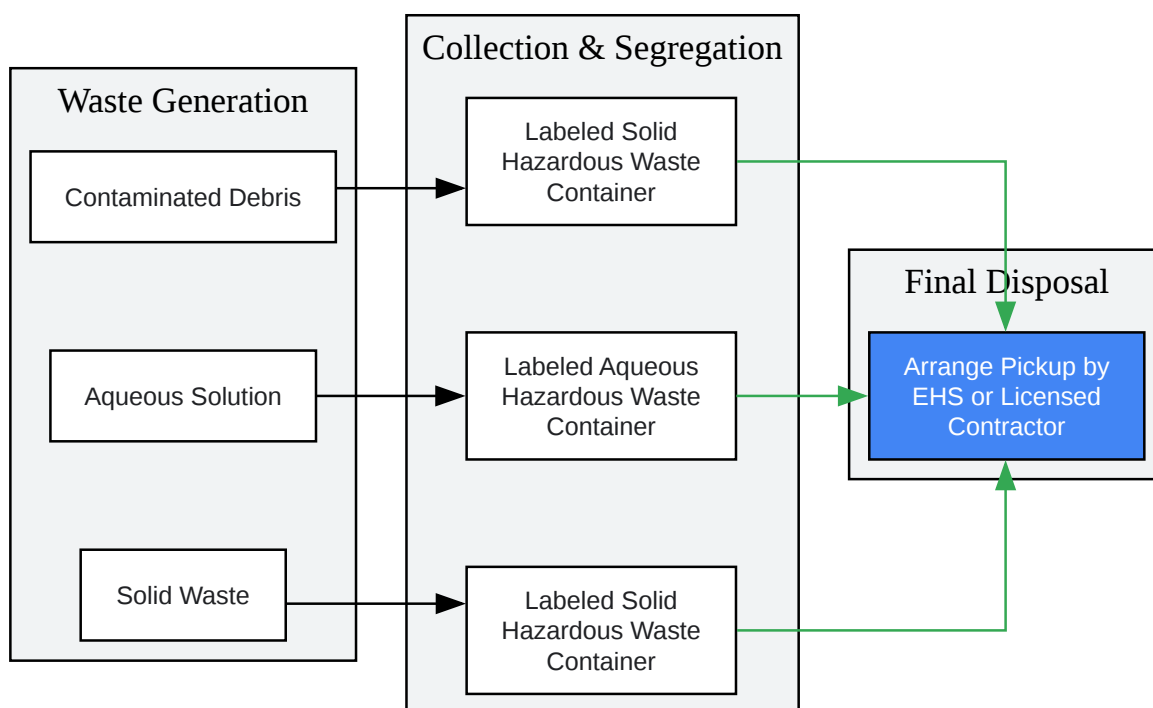 Waste Generation
Contaminated Debris
Aqueous Solution
Solid Waste
Collection & Segregation
Labeled Solid
Hazardous Waste
Container
Labeled Aqueous
Hazardous Waste
Container
Labeled Solid
Hazardous Waste
Container
Final Disposal
Arrange Pickup by
EHS or Licensed
Contractor